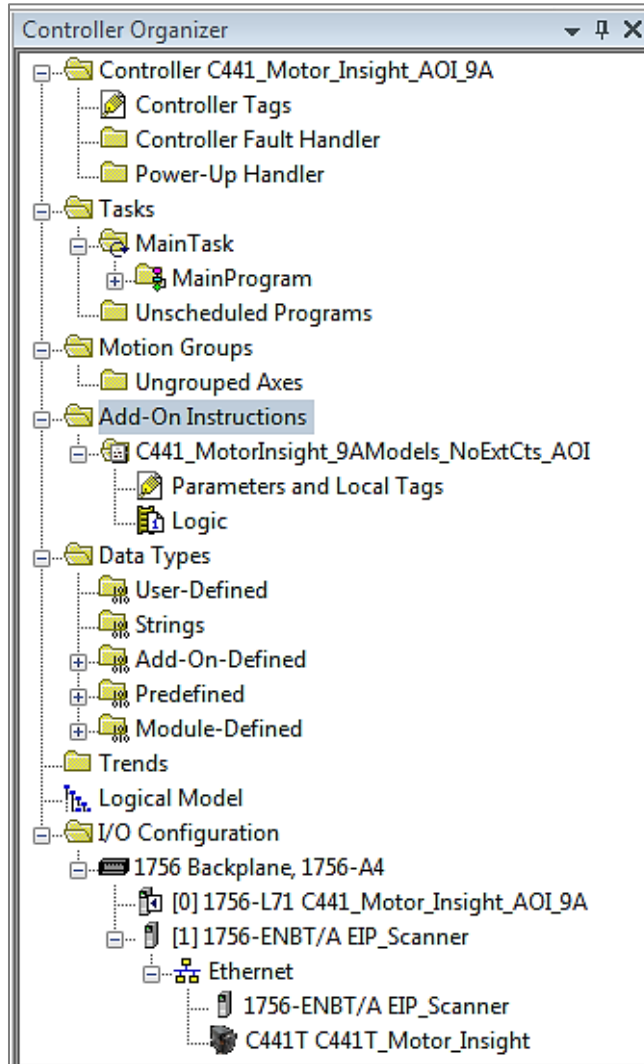 Controller Organizer
Controller C441_Motor_Insight_AOI_9A
Controller Tags
Controller Fault Handler
Power-Up Handler
Tasks
MainTask
MainProgram
Unscheduled Programs
Motion Groups
Ungrouped Axes
Add-On Instructions
C441_MotorInsight_9AModels_NoExtCts_AOI
Parameters and Local Tags
Logic
Data Types
User-Defined
Strings
Add-On-Defined
Predefined
Module-Defined
Trends
Logical Model
I/O Configuration
1756 Backplane, 1756-A4
[0] 1756-L71 C441_Motor_Insight_AOI_9A
[1] 1756-ENBT/A EIP_Scanner
Ethernet
1756-ENBT/A EIP_Scanner
C441T C441T_Motor_Insight